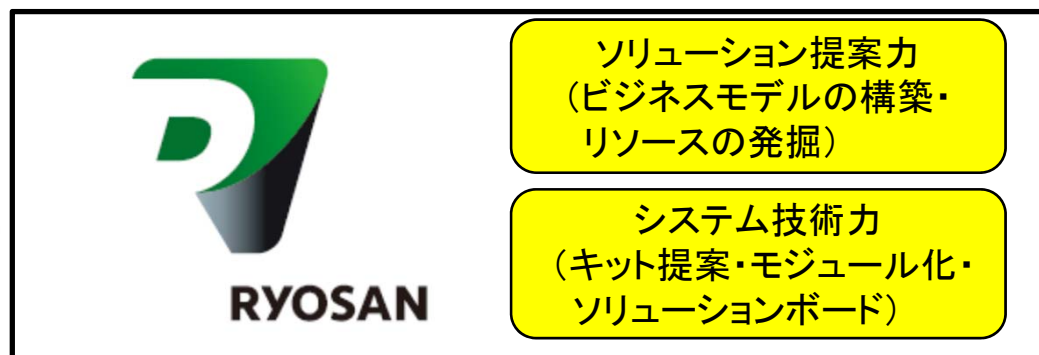 RYOSAN
ソリューション提案力
（ビジネスモデルの構築・
リソースの発掘）
システム技術力
（キット提案・モジュール化・
ソリューションボード）